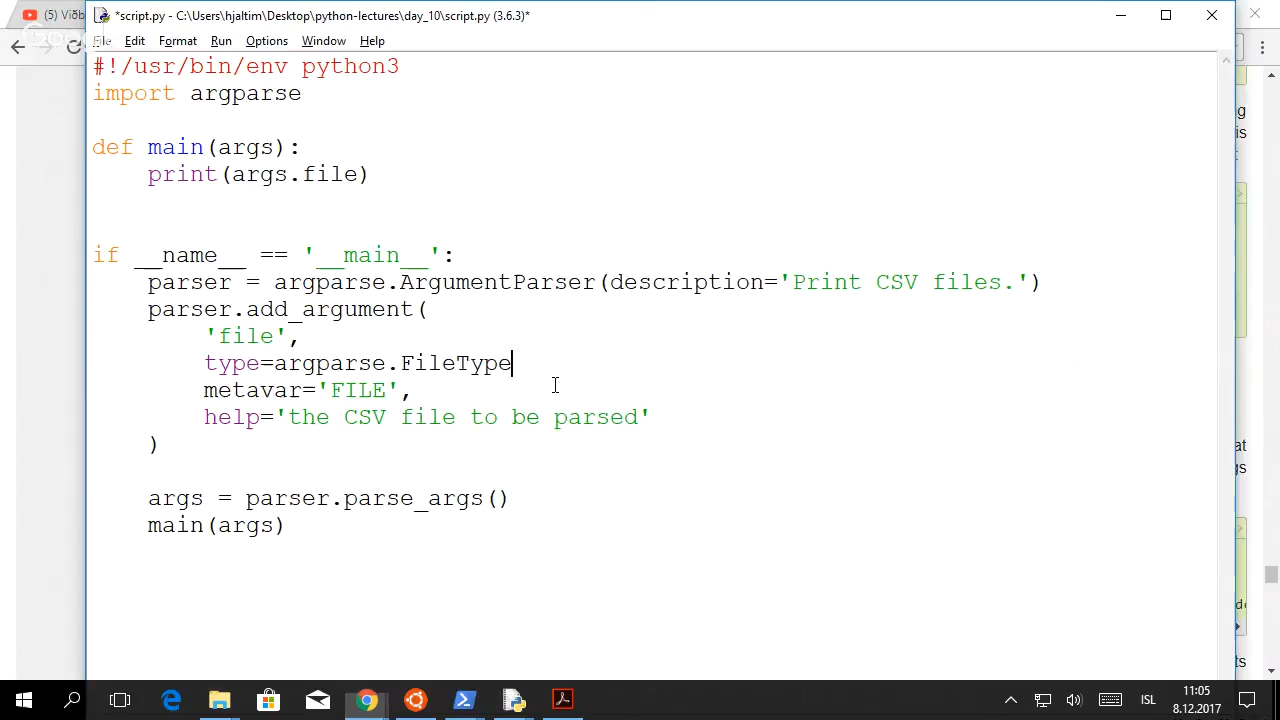 (5) Viðb
*script.py - C:\Users\hjaltim\Desktop\python-lectures\day_10\script.py (3.6.3)*
File Edit Format Run Options Window Help
#!/usr/bin/env python3
import argparse
def main(args):
print(args.file)
if __name__ == '__main__':
parser = argparse.ArgumentParser(description='Print CSV files.')
parser.add_argument(
'file',
type=argparse.FileType
metavar='FILE',
help='the CSV file to be parsed'
)
args = parser.parse_args()
main(args)
ISL
11:05
8.12.2017